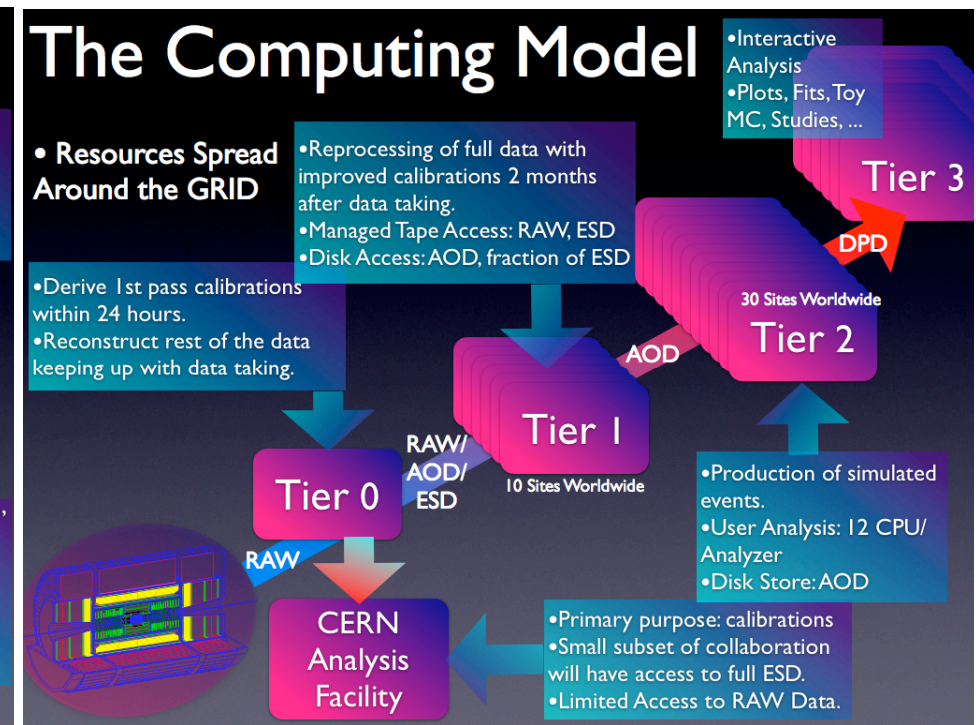 The Computing Model
•Interactive
Analysis
•Plots, Fits, Toy
MC, Studies, ...
Tier 3
• Resources Spread
Around the GRID
•Reprocessing of full data with
improved calibrations 2 months
after data taking.
•Managed Tape Access: RAW, ESD
•Disk Access: AOD, fraction of ESD
DPD
•Derive 1st pass calibrations
within 24 hours.
•Reconstruct rest of the data
keeping up with data taking.
30 Sites Worldwide
Tier 2
AOD
Tier 1
10 Sites Worldwide
RAW/
AOD/
ESD
Tier 0
RAW
•Production of simulated
events.
•User Analysis: 12 CPU/
Analyzer
•Disk Store: AOD
CERN
Analysis
Facility
•Primary purpose: calibrations
•Small subset of collaboration
will have access to full ESD.
•Limited Access to RAW Data.
,